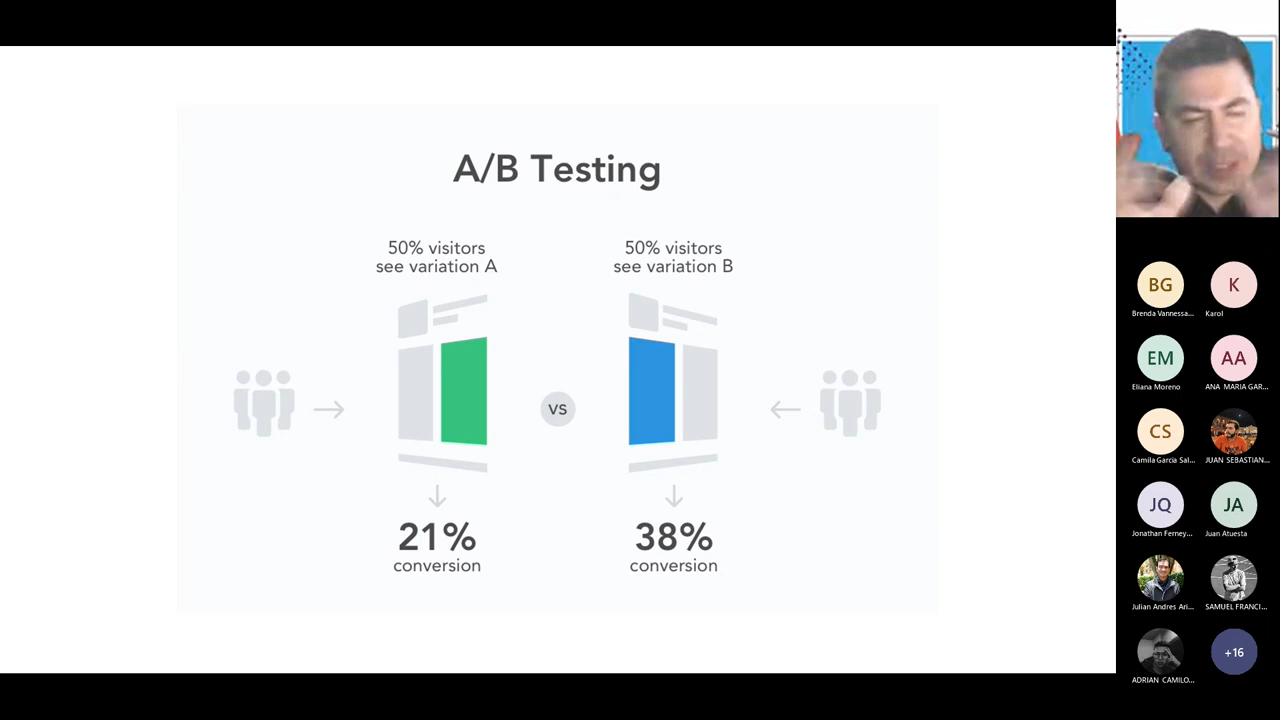 A/B Testing
50% visitors
see variation A
50% visitors
see variation B
VS
21%
conversion
38%
conversion
BG
Brenda Vannessa...
K
Karol
EM
Eliana Moreno
AA
ANA MARIA GAR...
CS
Camila Garcia Sal...
JUAN SEBASTIAN...
JQ
Jonathan Ferney...
JA
Juan Atuesta
Julian Andres Ari...
SAMUEL FRANCI...
ADRIAN CAMILO...
+16